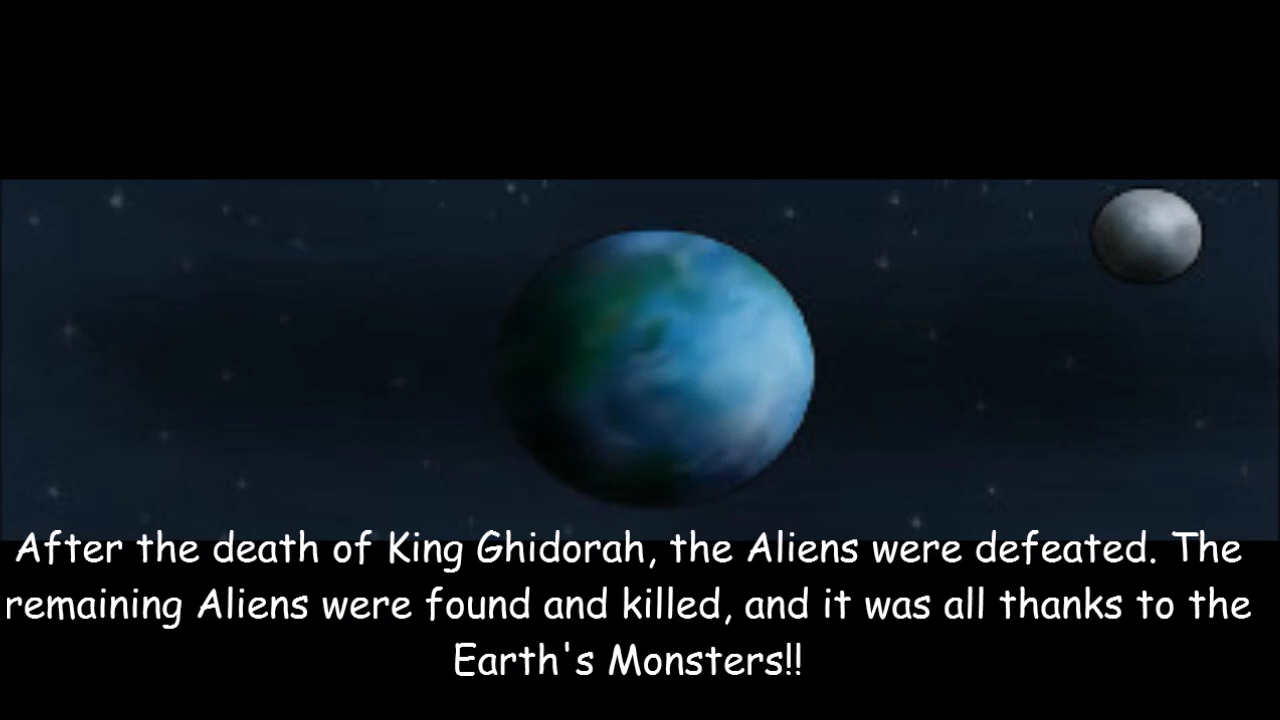 After the death of King Ghidorah, the Aliens were defeated. The
remaining Aliens were found and killed, and it was all thanks to the
Earth's Monsters!!